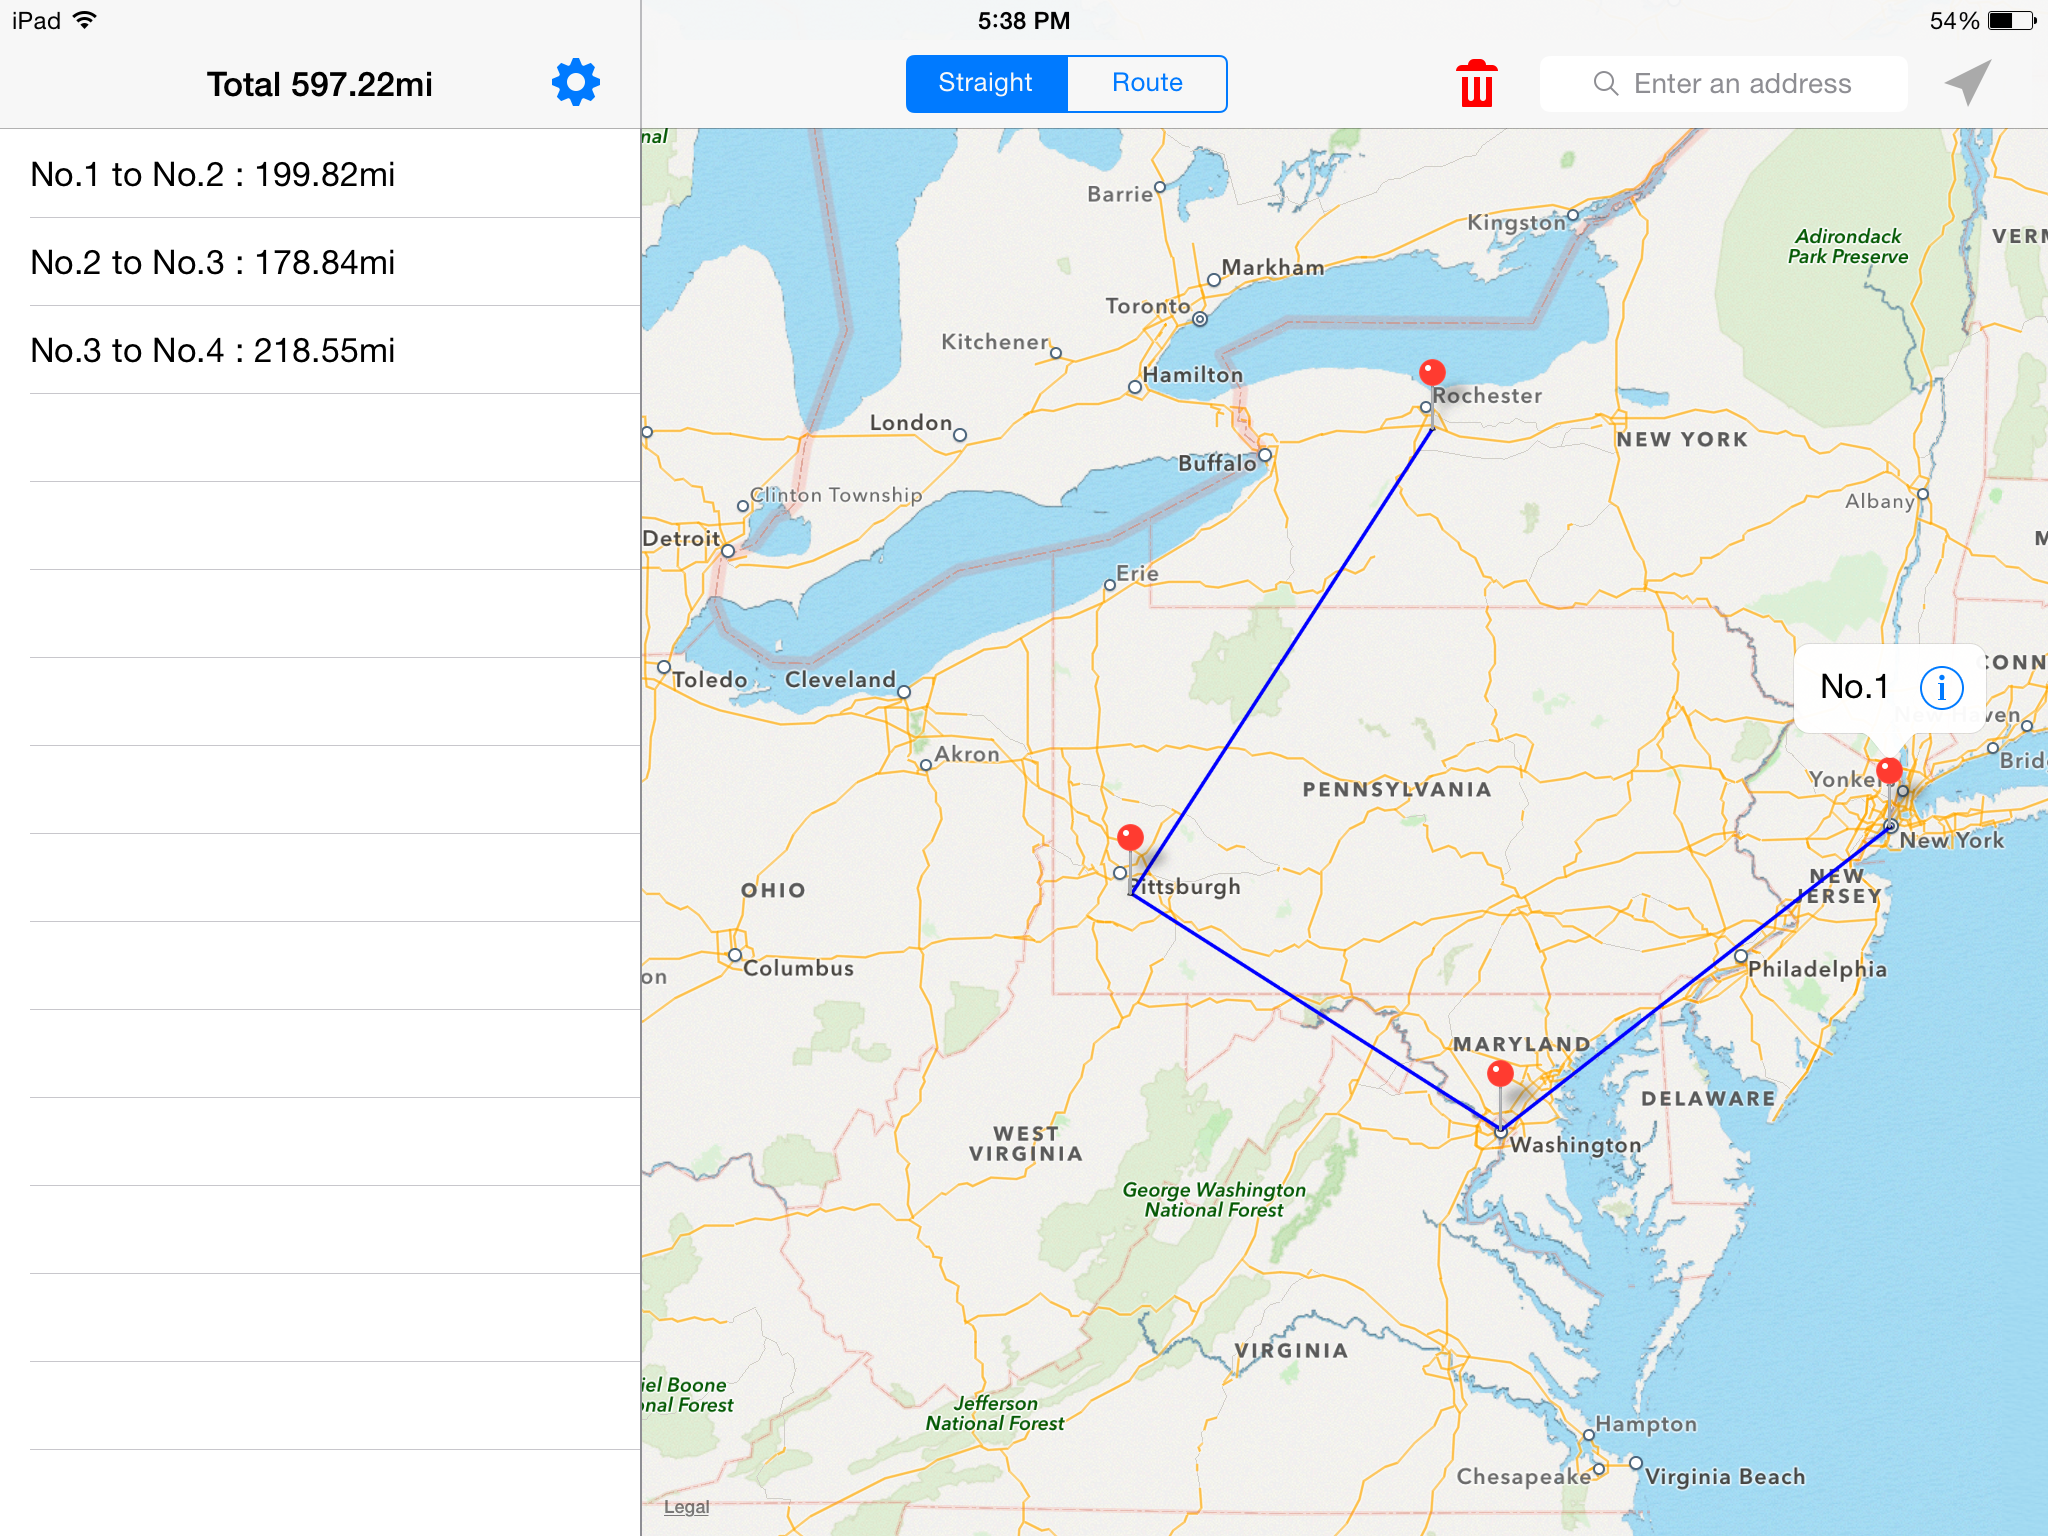 iPad
5:38 PM
54%
Total 597.22mi
Straight
Route
Enter an address
No.1 to No.2 : 199.82mi
No.2 to No.3 : 178.84mi
No.3 to No.4 : 218.55mi
nal
Barrie
Kingston
Adirondack
Park Preserve
VERM
Markham
Toronto
Kitchener
Hamilton
Rochester
London
NEW YORK
Buffalo
Clinton Township
Albany
Detroit
M
Erie
CONN
Toledo
Cleveland
No.1
New Haven
Akron
Brid
Yonke
PENNSYLVANIA
New York
OHIO
Pittsburgh
NEW
JERSEY
Columbus
on
Philadelphia
MARYLAND
DELAWARE
WEST
VIRGINIA
Washington
George Washington
National Forest
VIRGINIA
iel Boone
onal Forest
Jefferson
National Forest
Hampton
Chesapeake
Virginia Beach
Legal